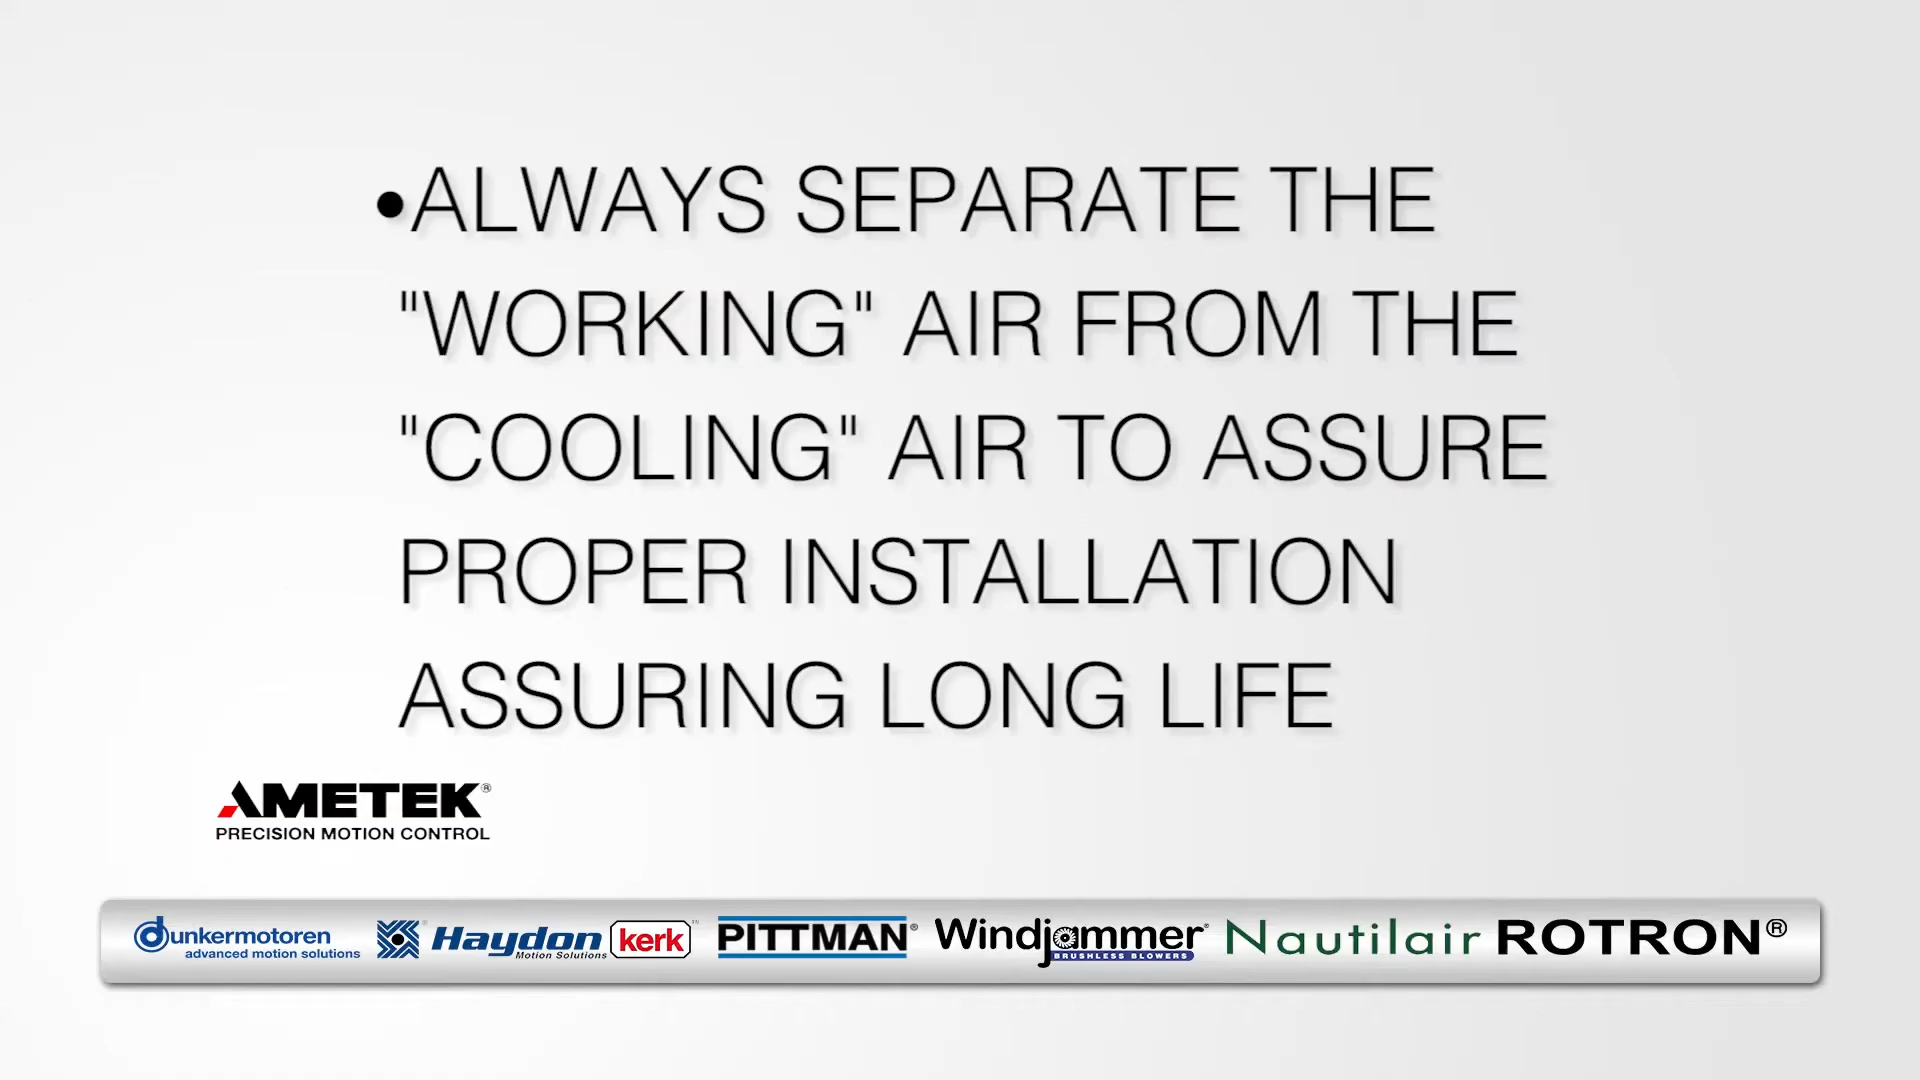 •ALWAYS SEPARATE THE
"WORKING" AIR FROM THE
"COOLING" AIR TO ASSURE
PROPER INSTALLATION
ASSURING LONG LIFE
AMETEK®
PRECISION MOTION CONTROL
dunkermotoren
advanced motion solutions
® Haydon kerk
Motion Solutions
PITTMAN®
Windjammer®
BRUSHLESS BLOWERS
Nautilair
ROTRON®